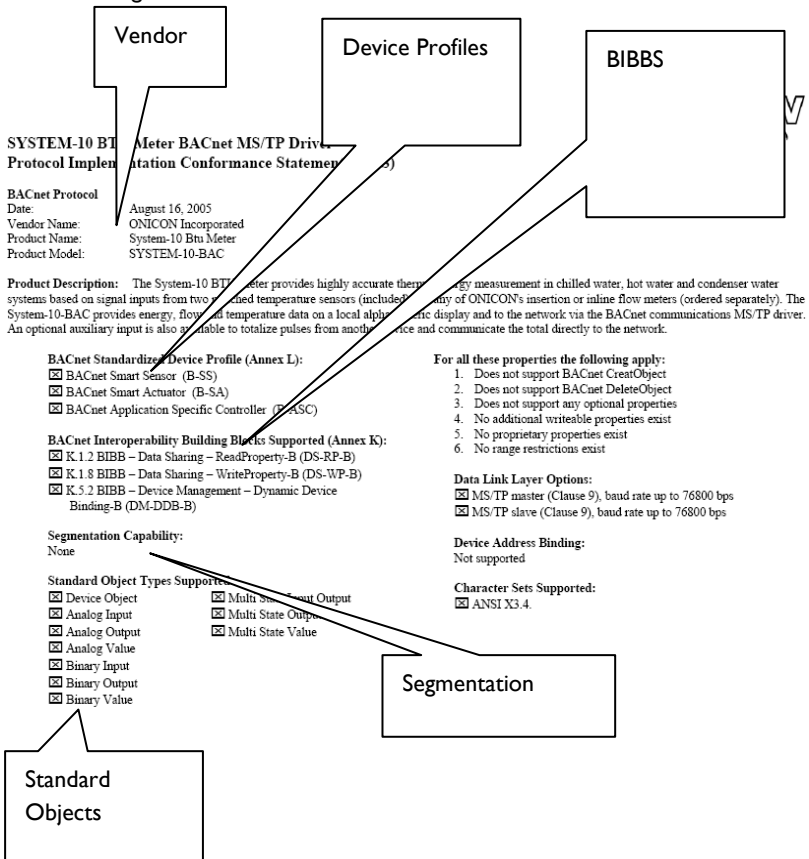 Vendor
Device Profiles
BIBBS
SYSTEM-10 BT Meter BACnet MS/TP Drive
Protocol Implementation Conformance Statement
BACnet Protocol
Date: August 16, 2005
Vendor Name: ONICON Incorporated
Product Name: System-10 Btu Meter
Product Model: SYSTEM-10-BAC
Product Description: The System-10 BTU Meter provides highly accurate thermal energy measurement in chilled water, hot water and condenser water
systems based on signal inputs from two matched temperature sensors (included) any of ONICON's insertion or inline flow meters (ordered separately). The
System-10-BAC provides energy, flow and temperature data on a local alphanumeric display and to the network via the BACnet communications MS/TP driver.
An optional auxiliary input is also available to totalize pulses from another device and communicate the total directly to the network.
BACnet Standardized Device Profile (Annex L):
☒ BACnet Smart Sensor (B-SS)
☒ BACnet Smart Actuator (B-SA)
☒ BACnet Application Specific Controller (B-ASC)
BACnet Interoperability Building Blocks Supported (Annex K):
☒ K.1.2 BIBB – Data Sharing – ReadProperty-B (DS-RP-B)
☒ K.1.8 BIBB – Data Sharing – WriteProperty-B (DS-WP-B)
☒ K.5.2 BIBB – Device Management – Dynamic Device
Binding-B (DM-DDB-B)
Segmentation Capability:
None
Standard Object Types Supported
☒ Device Object
☒ Analog Input
☒ Analog Output
☒ Analog Value
☒ Binary Input
☒ Binary Output
☒ Binary Value
☒ Multi State Input Output
☒ Multi State Output
☒ Multi State Value
For all these properties the following apply:
1. Does not support BACnet CreatObject
2. Does not support BACnet DeleteObject
3. Does not support any optional properties
4. No additional writeable properties exist
5. No proprietary properties exist
6. No range restrictions exist
Data Link Layer Options:
☒ MS/TP master (Clause 9), baud rate up to 76800 bps
☒ MS/TP slave (Clause 9), baud rate up to 76800 bps
Device Address Binding:
Not supported
Character Sets Supported:
☒ ANSI X3.4.
Segmentation
Standard
Objects